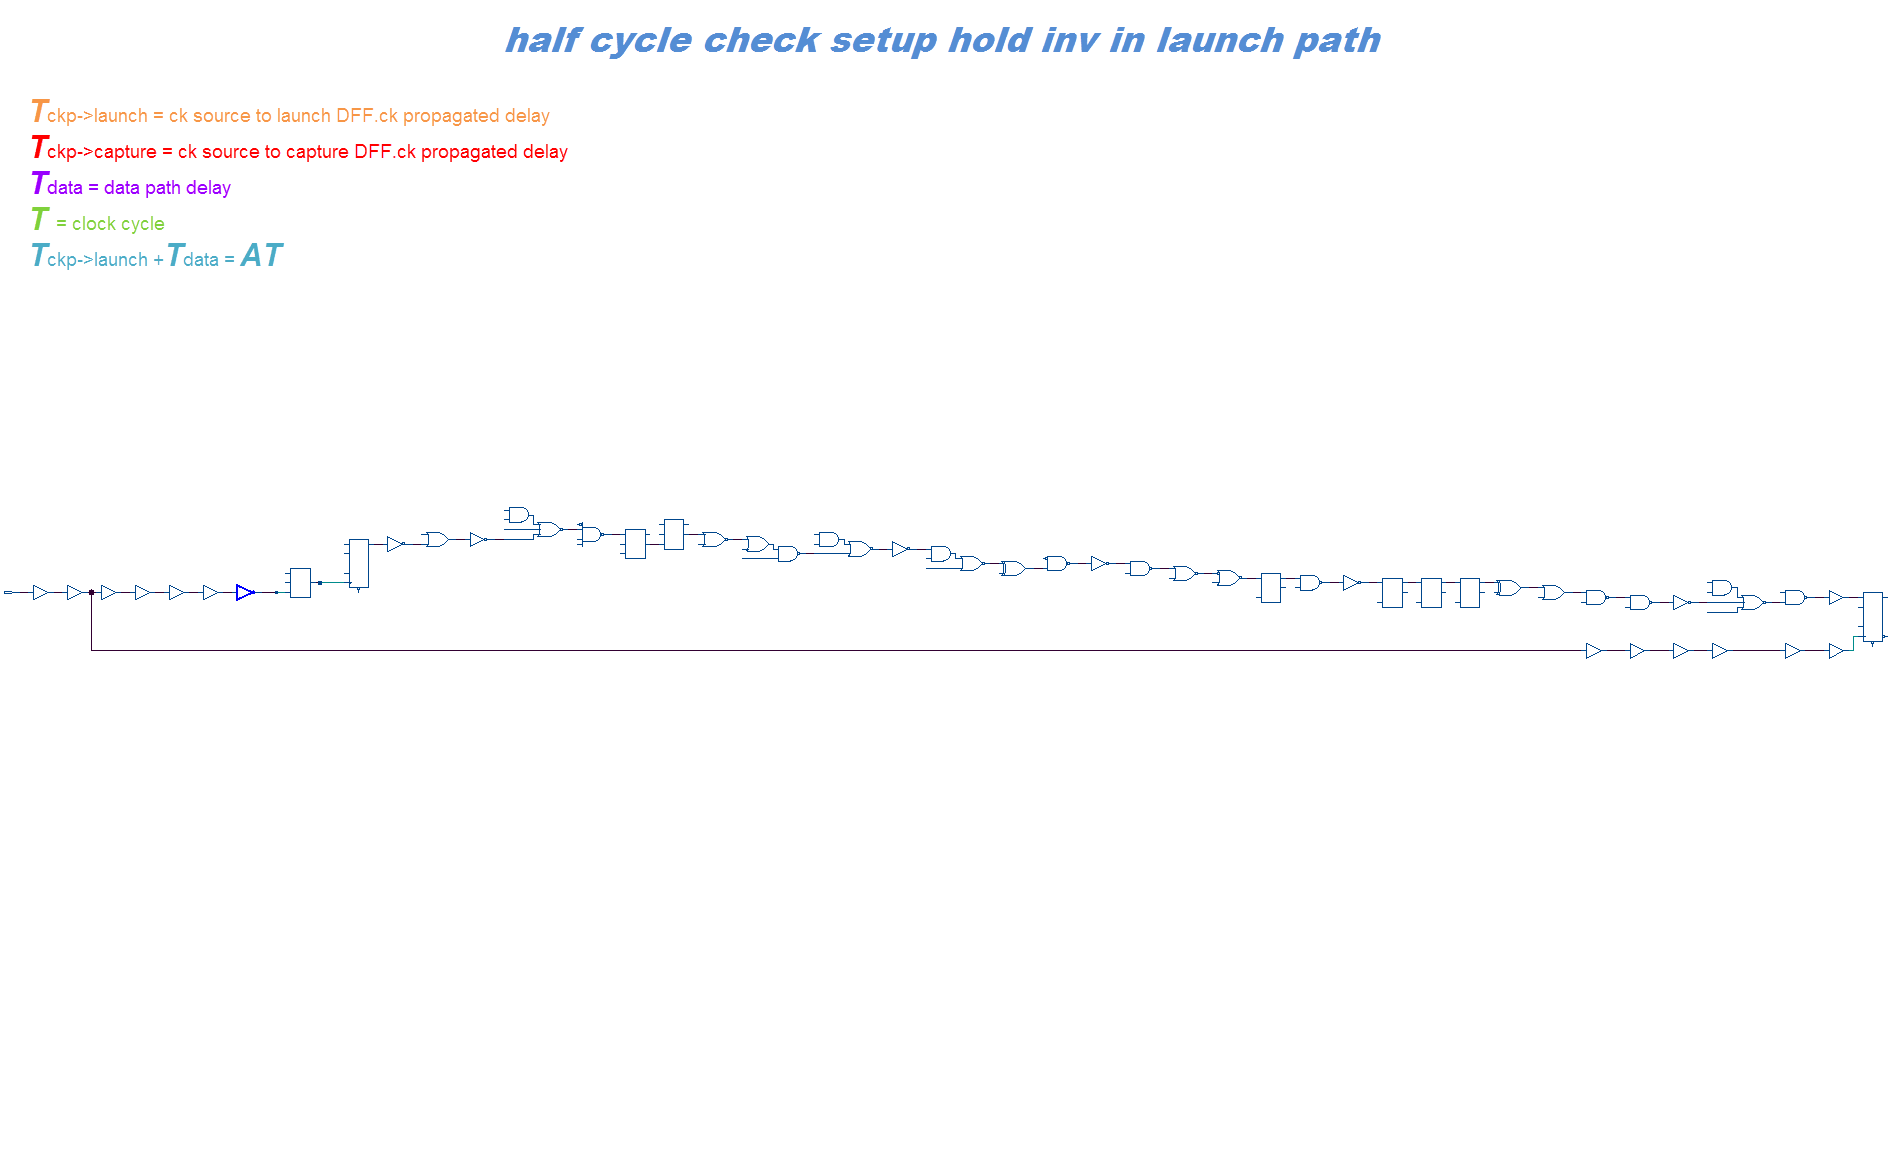 half cycle check setup hold inv in launch path
Tckp->launch = ck source to launch DFF.ck propagated delay
Tckp->capture = ck source to capture DFF.ck propagated delay
Tdata = data path delay
T = clock cycle
Tckp->launch +Tdata = AT